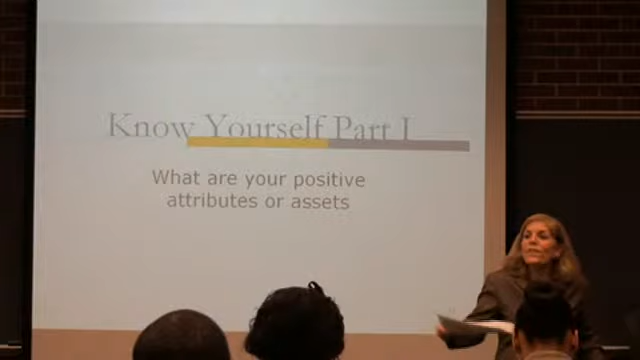 Know Yourself Part I
What are your positive
attributes or assets